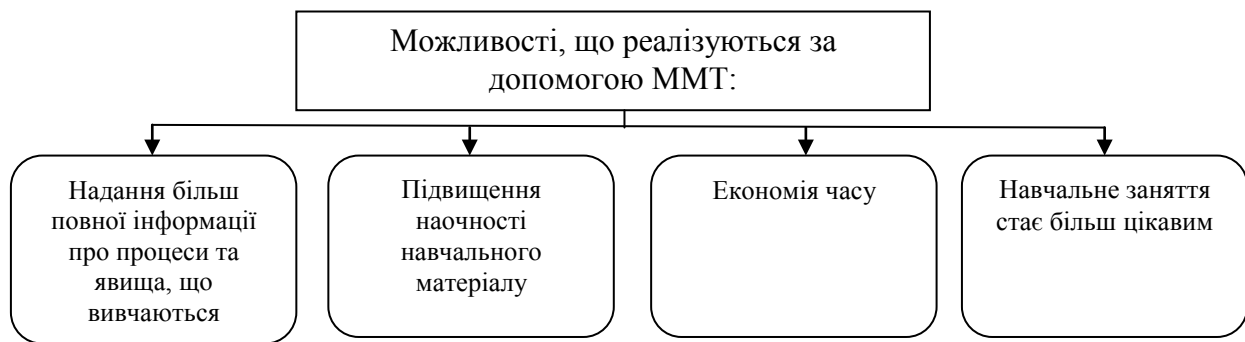 Можливості, що реалізуються за
допомогою ММТ:
Надання більш
повної інформації
про процеси та
явища, що
вивчаються
Підвищення
наочності
навчального
матеріалу
Економія часу
Навчальне заняття
стає більш цікавим